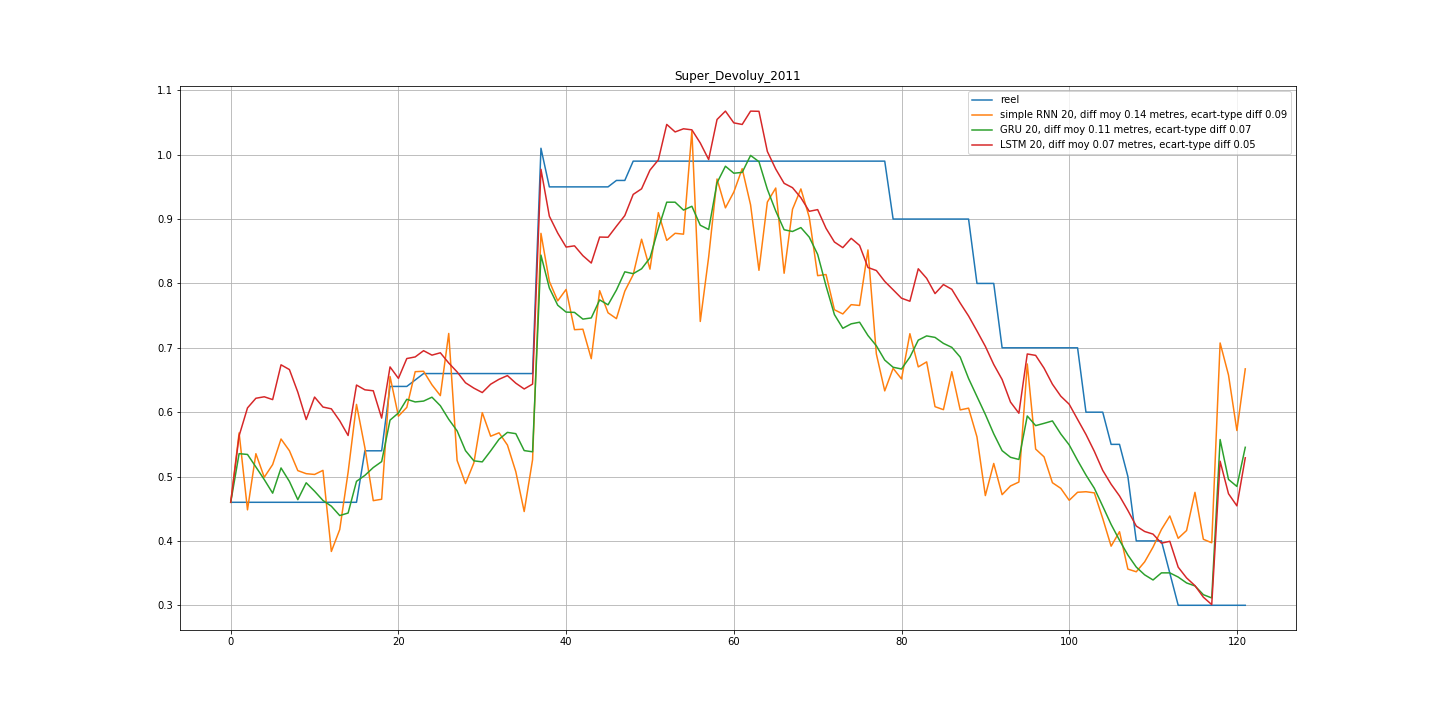 Super_Devoluy_2011
1.1
1.0
0.9
0.8
0.7
0.6
0.5
0.4
0.3
reel
simple RNN 20, diff moy 0.14 metres, ecart-type diff 0.09
GRU 20, diff moy 0.11 metres, ecart-type diff 0.07
LSTM 20, diff moy 0.07 metres, ecart-type diff 0.05
0 20 40 60 80 100 120